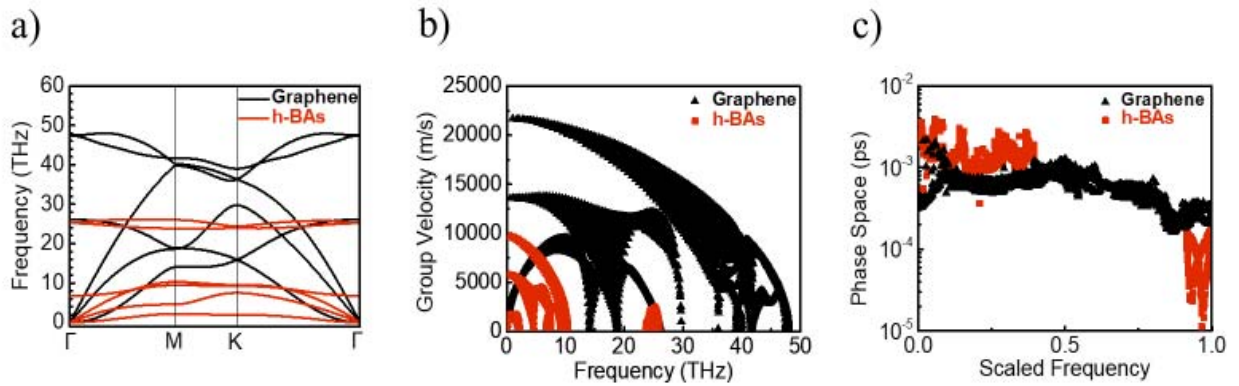 a)
60
50
40
30
20
10
0
Frequency (THz)
Graphene
h-BAs
Γ
M
K
Γ
b)
25000
20000
15000
10000
5000
0
Group Velocity (m/s)
Graphene
h-BAs
0
10
20
30
40
50
Frequency (THz)
c)
10-2
10-3
10-4
10-5
Phase Space (ps)
Graphene
h-BAs
0.0
0.5
1.0
Scaled Frequency